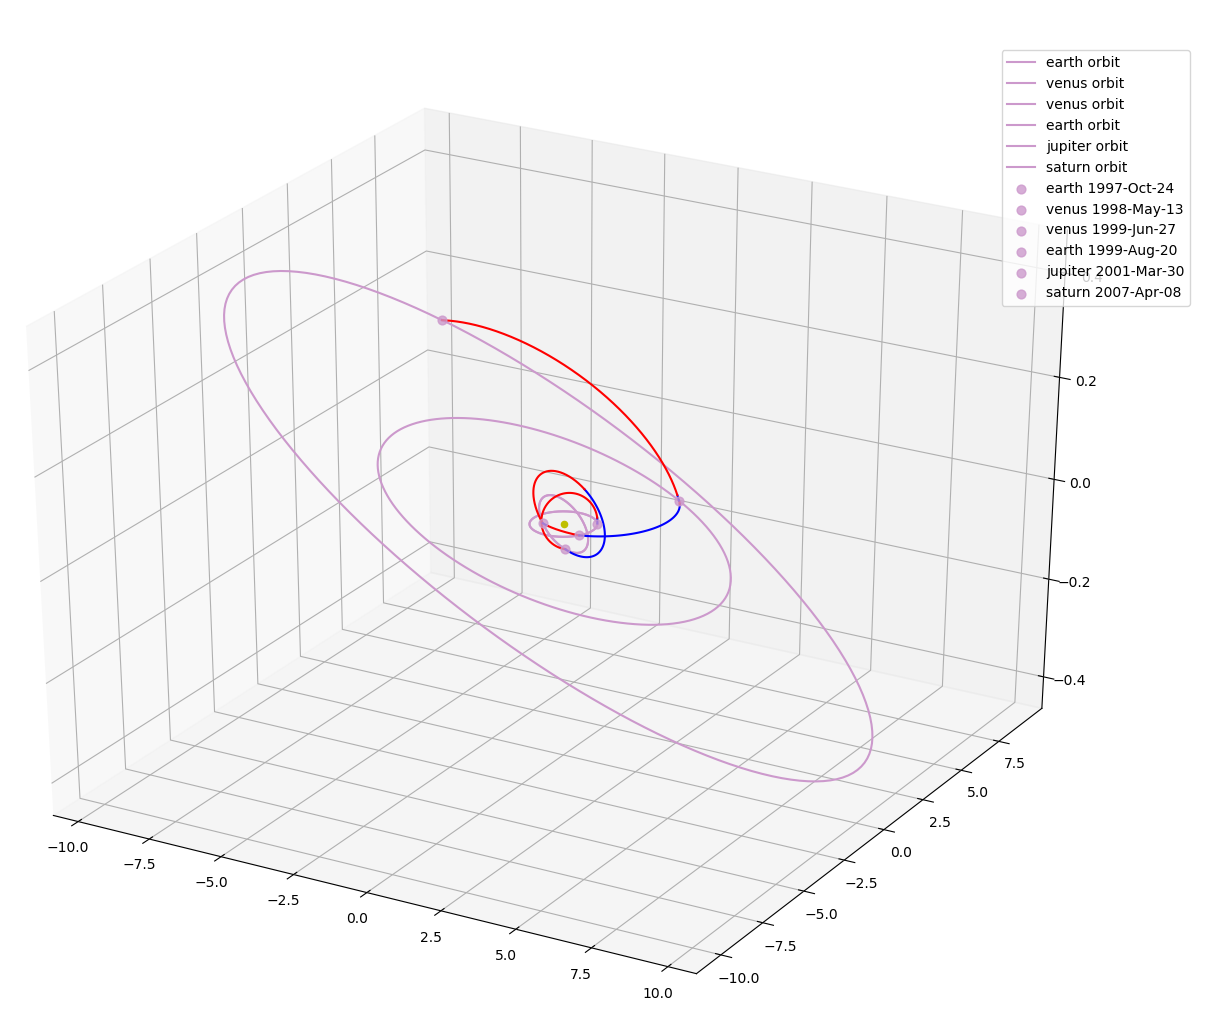 earth orbit
venus orbit
venus orbit
earth orbit
jupiter orbit
saturn orbit
earth 1997-Oct-24
venus 1998-May-13
venus 1999-Jun-27
earth 1999-Aug-20
jupiter 2001-Mar-30
saturn 2007-Apr-08
0.4
0.2
0.0
−0.2
−0.4
7.5
5.0
2.5
0.0
−2.5
−5.0
−7.5
−10.0
−10.0
−7.5
−5.0
−2.5
0.0
2.5
5.0
7.5
10.0